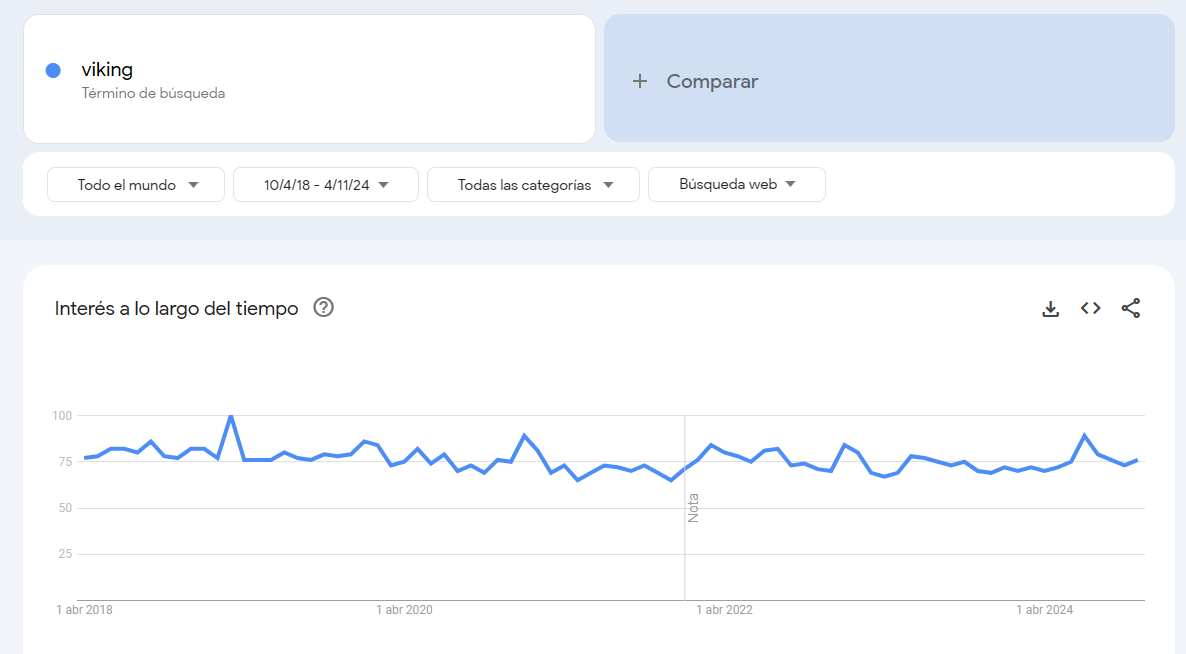 viking
Término de búsqueda
+ Comparar
Todo el mundo
10/4/18 - 4/11/24
Todas las categorías
Búsqueda web
Interés a lo largo del tiempo
100
75
50
25
Nota
1 abr 2018
1 abr 2020
1 abr 2022
1 abr 2024